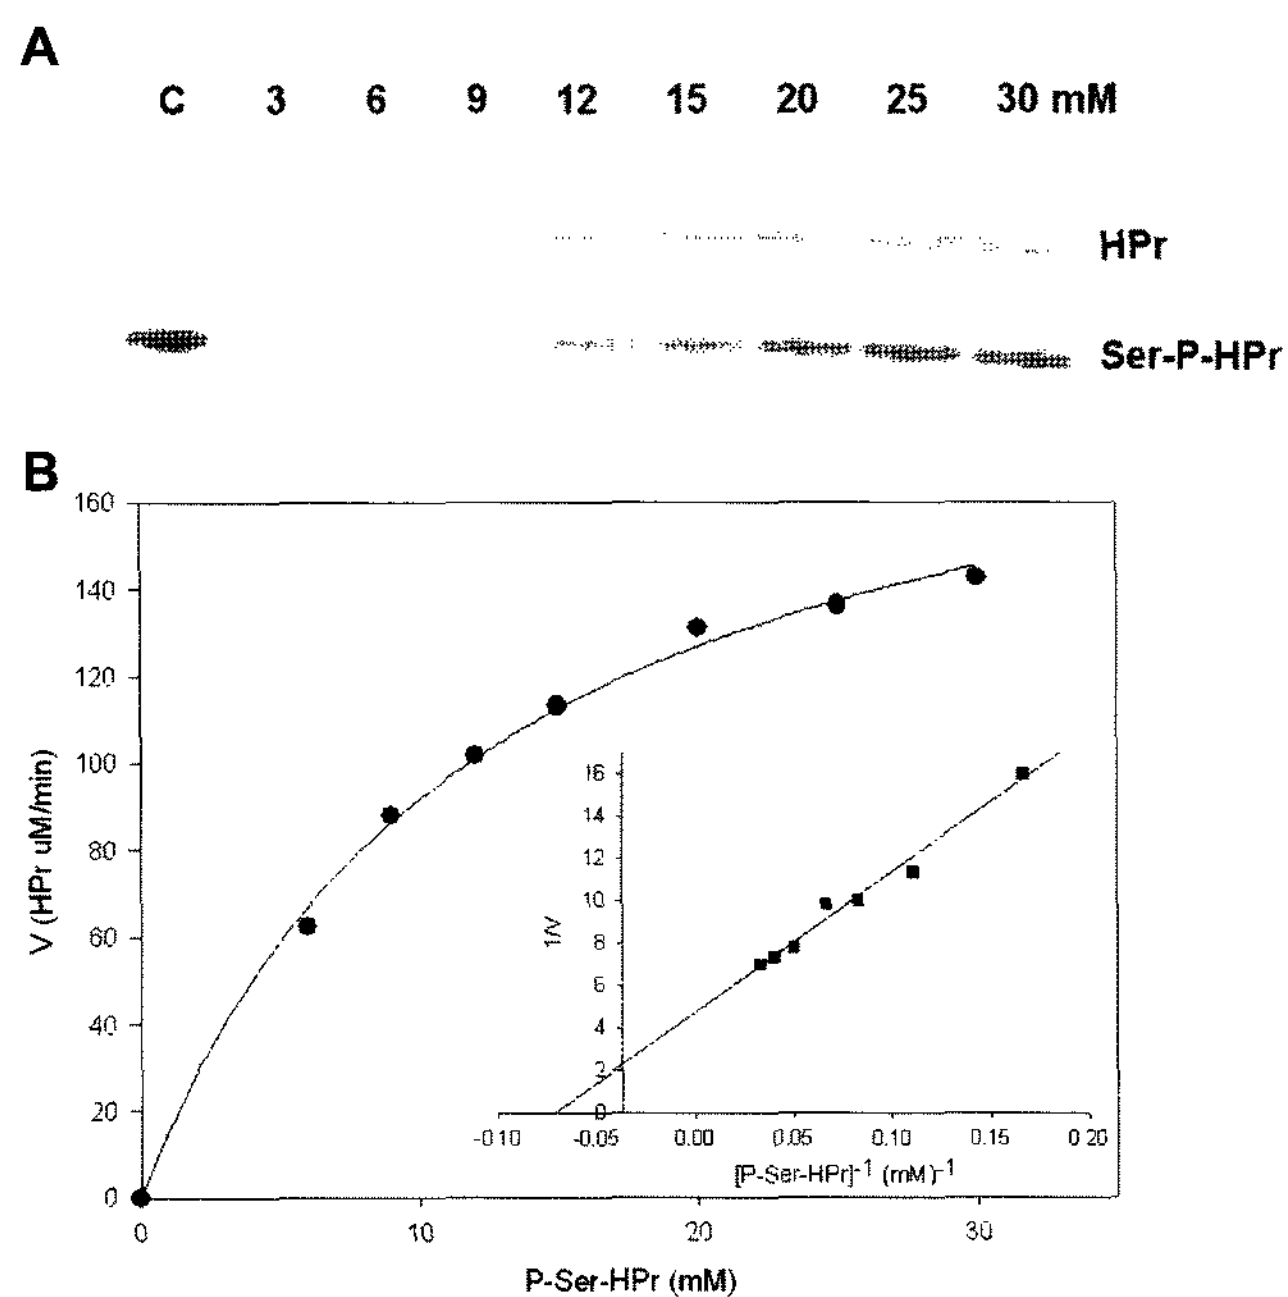 A
C 3 6 9 12 15 20 25 30 mM
HPr
Ser-P-HPr
B
160
140
120
100
80
60
40
20
0
V (HPr uM/min)
0 10 20 30
P-Ser-HPr (mM)
16
14
12
10
8
6
4
2
0
1/V
-0 10 -0.05 0.00 0.05 0.10 0.15 0 20
[P-Ser-HPr]-1 (mM)-1